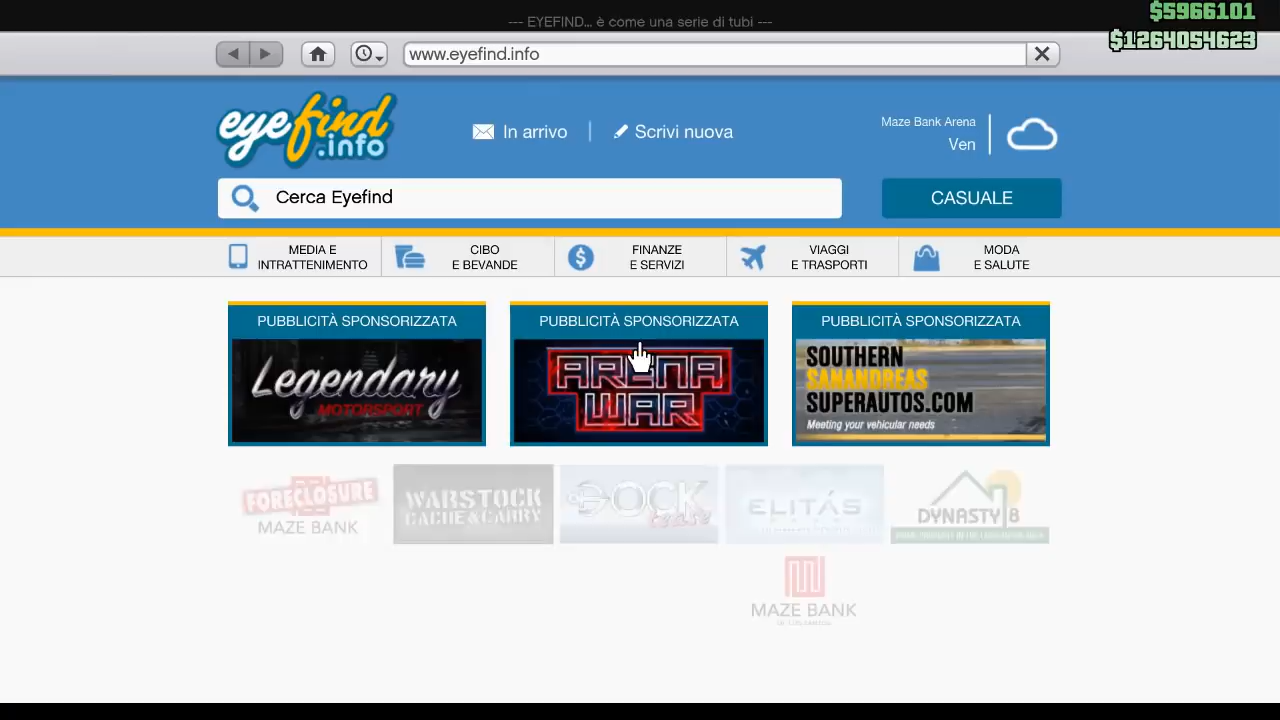 --- EYEFIND... è come una serie di tubi ---
$5966101
$1264054623
www.eyefind.info
eyefind
.info
In arrivo
Scrivi nuova
Maze Bank Arena
Ven
Cerca Eyefind
CASUALE
MEDIA E
INTRATTENIMENTO
CIBO
E BEVANDE
FINANZE
E SERVIZI
VIAGGI
E TRASPORTI
MODA
E SALUTE
PUBBLICITÀ SPONSORIZZATA
Legendary
MOTORSPORT
PUBBLICITÀ SPONSORIZZATA
ARENA
WAR
PUBBLICITÀ SPONSORIZZATA
SOUTHERN
SANANDREAS
SUPERAUTOS.COM
Meeting your vehicular needs
FORECLOSURE
MAZE BANK
WARSTOCK
CACHE & CARRY
DOCK
tease
ELITÁS
DYNASTY 8
MAZE BANK